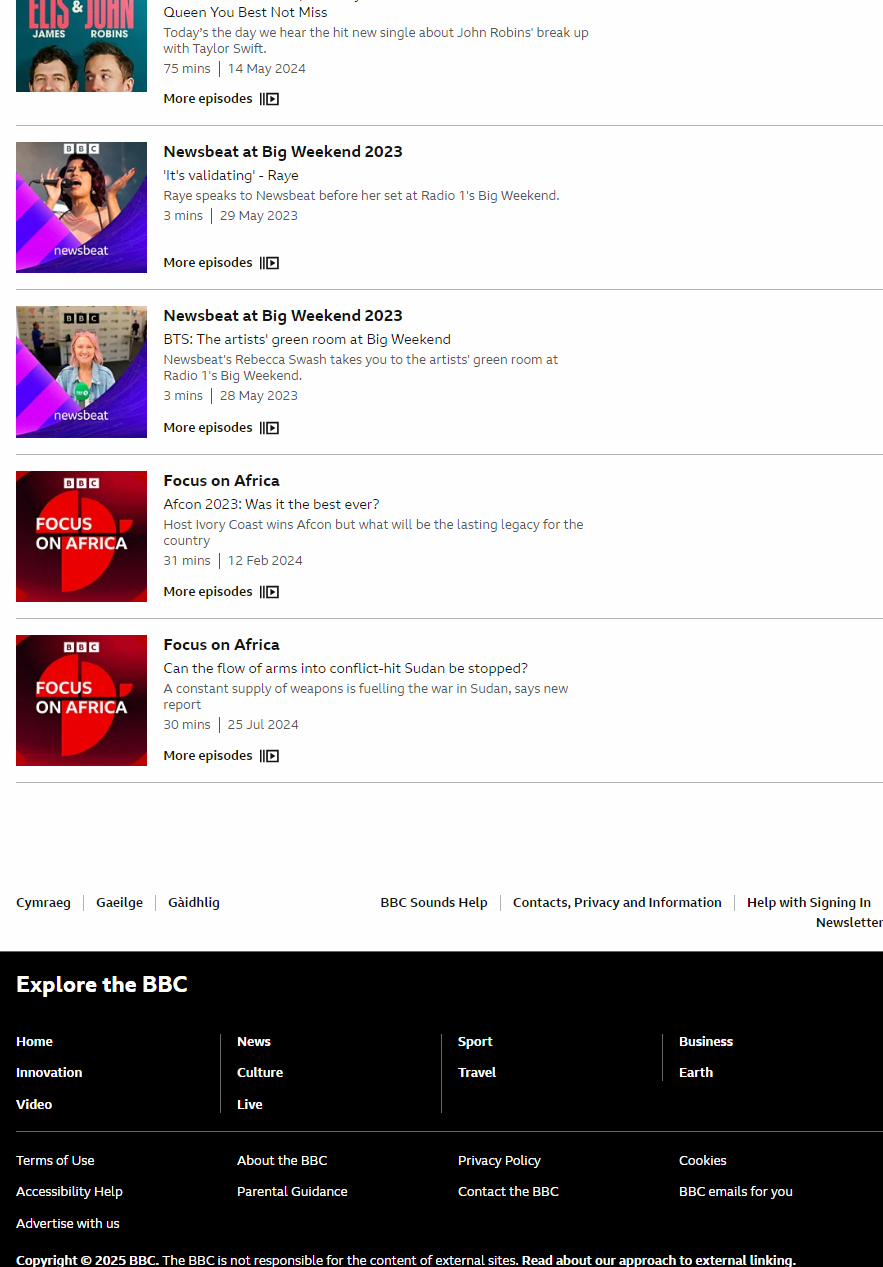 ELIS & JOHN
JAMES ROBINS
Queen You Best Not Miss
Today's the day we hear the hit new single about John Robins' break up
with Taylor Swift.
75 mins | 14 May 2024
More episodes
BBC
newsbeat
Newsbeat at Big Weekend 2023
'It's validating' - Raye
Raye speaks to Newsbeat before her set at Radio 1's Big Weekend.
3 mins | 29 May 2023
More episodes
BBC
newsbeat
Newsbeat at Big Weekend 2023
BTS: The artists' green room at Big Weekend
Newsbeat's Rebecca Swash takes you to the artists' green room at
Radio 1's Big Weekend.
3 mins | 28 May 2023
More episodes
BBC
FOCUS
ON AFRICA
Focus on Africa
Afcon 2023: Was it the best ever?
Host Ivory Coast wins Afcon but what will be the lasting legacy for the
country
31 mins | 12 Feb 2024
More episodes
BBC
FOCUS
ON AFRICA
Focus on Africa
Can the flow of arms into conflict-hit Sudan be stopped?
A constant supply of weapons is fuelling the war in Sudan, says new
report
30 mins | 25 Jul 2024
More episodes
Cymraeg | Gaeilge | Gàidhlig
BBC Sounds Help | Contacts, Privacy and Information | Help with Signing In
Newsletter
Explore the BBC
Home News Sport Business
Innovation Culture Travel Earth
Video Live
Terms of Use About the BBC Privacy Policy Cookies
Accessibility Help Parental Guidance Contact the BBC BBC emails for you
Advertise with us
Copyright © 2025 BBC. The BBC is not responsible for the content of external sites. Read about our approach to external linking.